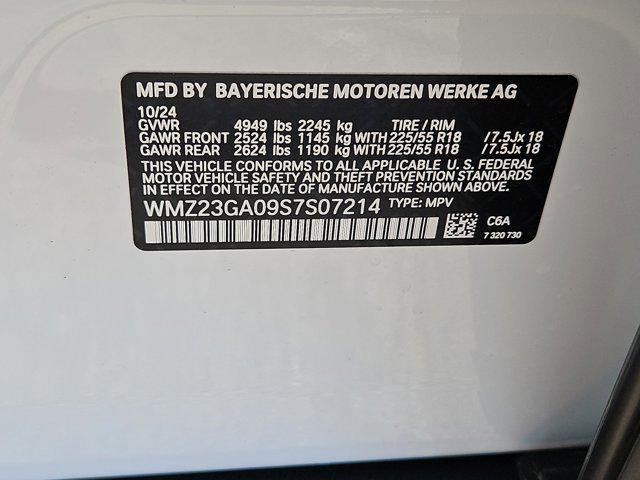 MFD BY BAYERISCHE MOTOREN WERKE AG
10/24
GVWR 4949 lbs 2245 kg TIRE / RIM
GAWR FRONT 2524 lbs 1145 kg WITH 225/55 R18 /7.5Jx 18
GAWR REAR 2624 lbs 1190 kg WITH 225/55 R18 /7.5Jx 18
THIS VEHICLE CONFORMS TO ALL APPLICABLE U. S. FEDERAL
MOTOR VEHICLE SAFETY AND THEFT PREVENTION STANDARDS
IN EFFECT ON THE DATE OF MANUFACTURE SHOWN ABOVE.
WMZ23GA09S7S07214 TYPE: MPV
C6A
7 320 730